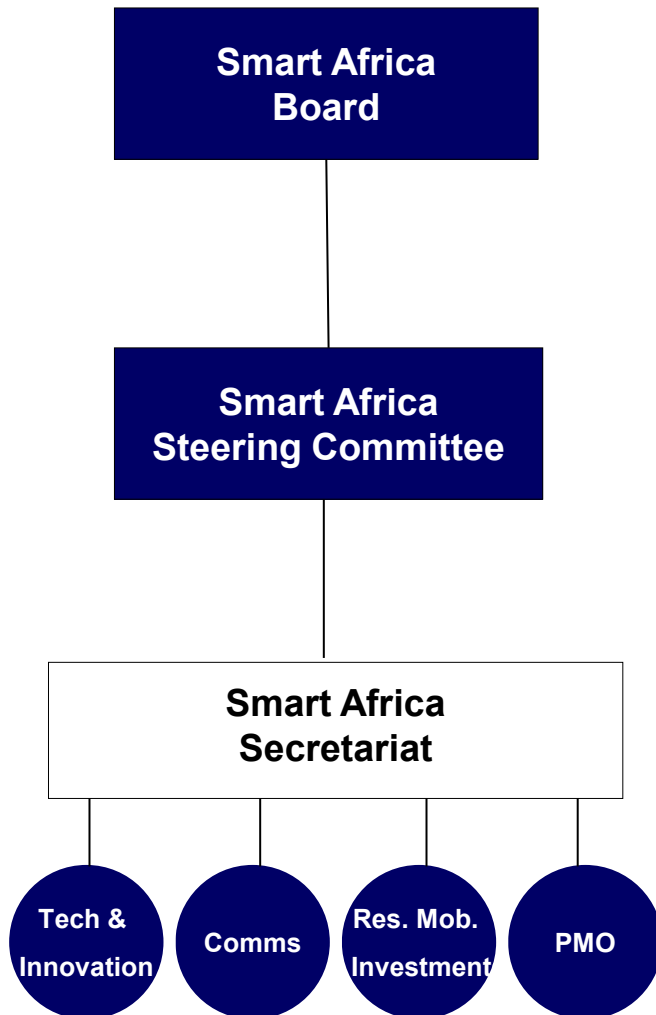 Smart Africa
Board
Smart Africa
Steering Committee
Smart Africa
Secretariat
Tech &
Innovation
Comms
Res. Mob.
Investment
PMO